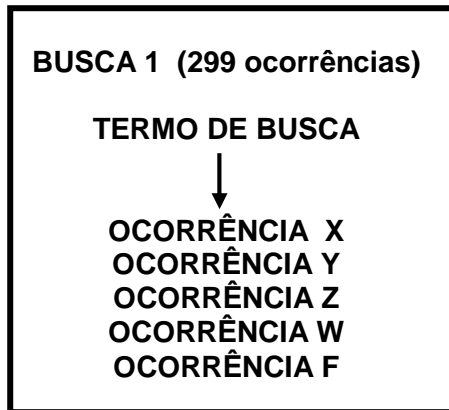 BUSCA 1 (299 ocorrências)
TERMO DE BUSCA
OCORRÊNCIA X
OCORRÊNCIA Y
OCORRÊNCIA Z
OCORRÊNCIA W
OCORRÊNCIA F